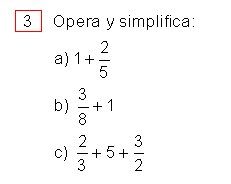 3 Opera y simplifica:
a) 1 + 2/5
b) 3/8 + 1
c) 2/3 + 5 + 3/2